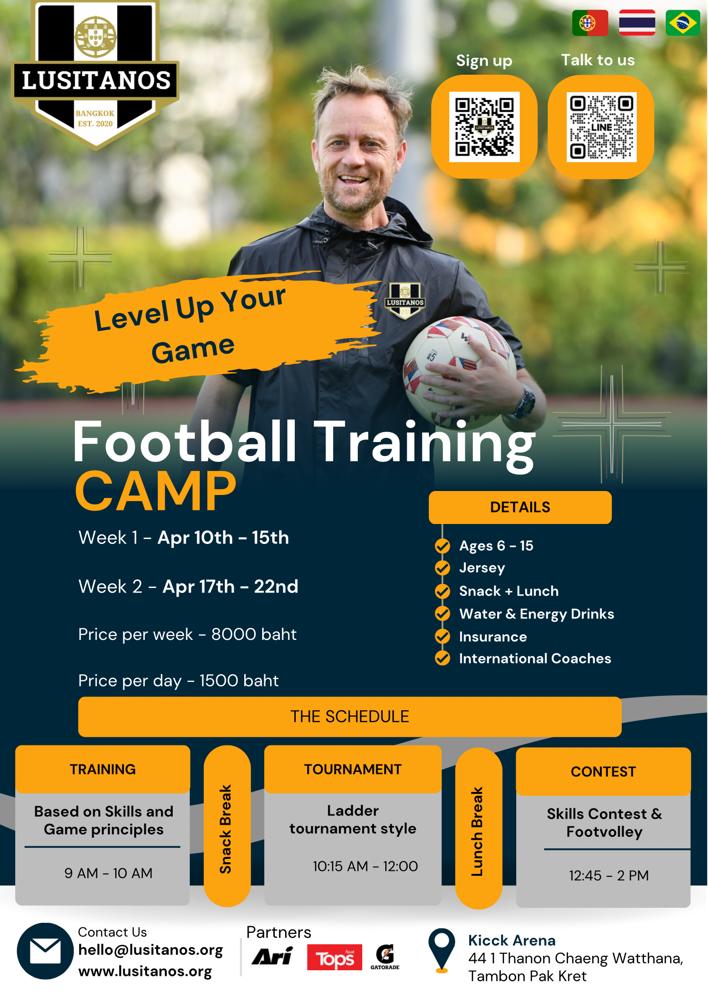 LUSITANOS
BANGKOK
EST. 2020
Sign up
Talk to us
LINE
LUSITANOS
Level Up Your
Game
Football Training
CAMP
Week 1 - Apr 10th - 15th
Week 2 - Apr 17th - 22nd
Price per week - 8000 baht
Price per day - 1500 baht
DETAILS
Ages 6 - 15
Jersey
Snack + Lunch
Water & Energy Drinks
Insurance
International Coaches
THE SCHEDULE
TRAINING
Based on Skills and
Game principles
9 AM - 10 AM
Snack Break
TOURNAMENT
Ladder
tournament style
10:15 AM - 12:00
Lunch Break
CONTEST
Skills Contest &
Footvolley
12:45 - 2 PM
Contact Us
hello@lusitanos.org
www.lusitanos.org
Partners
Ari
Tops
food
GATORADE
Kicck Arena
44 1 Thanon Chaeng Watthana,
Tambon Pak Kret